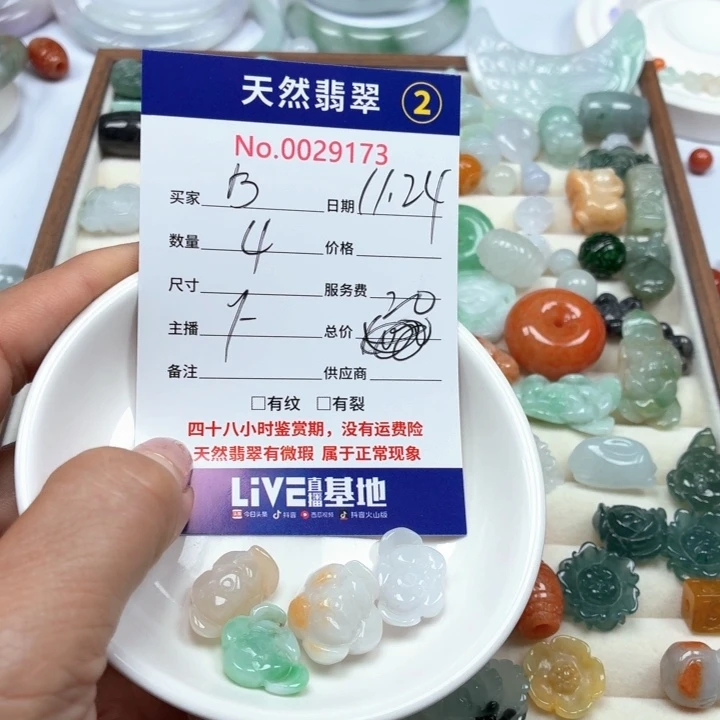 天然翡翠 2
No.0029173
买家 B 日期 11.24
数量 4 价格
尺寸 服务费 20
主播 总价
备注 供应商
□有纹 □有裂
四十八小时鉴赏期，没有运费险
天然翡翠有微瑕 属于正常现象
LiVE直播基地
今日头条 抖音 西瓜视频 抖音火山版